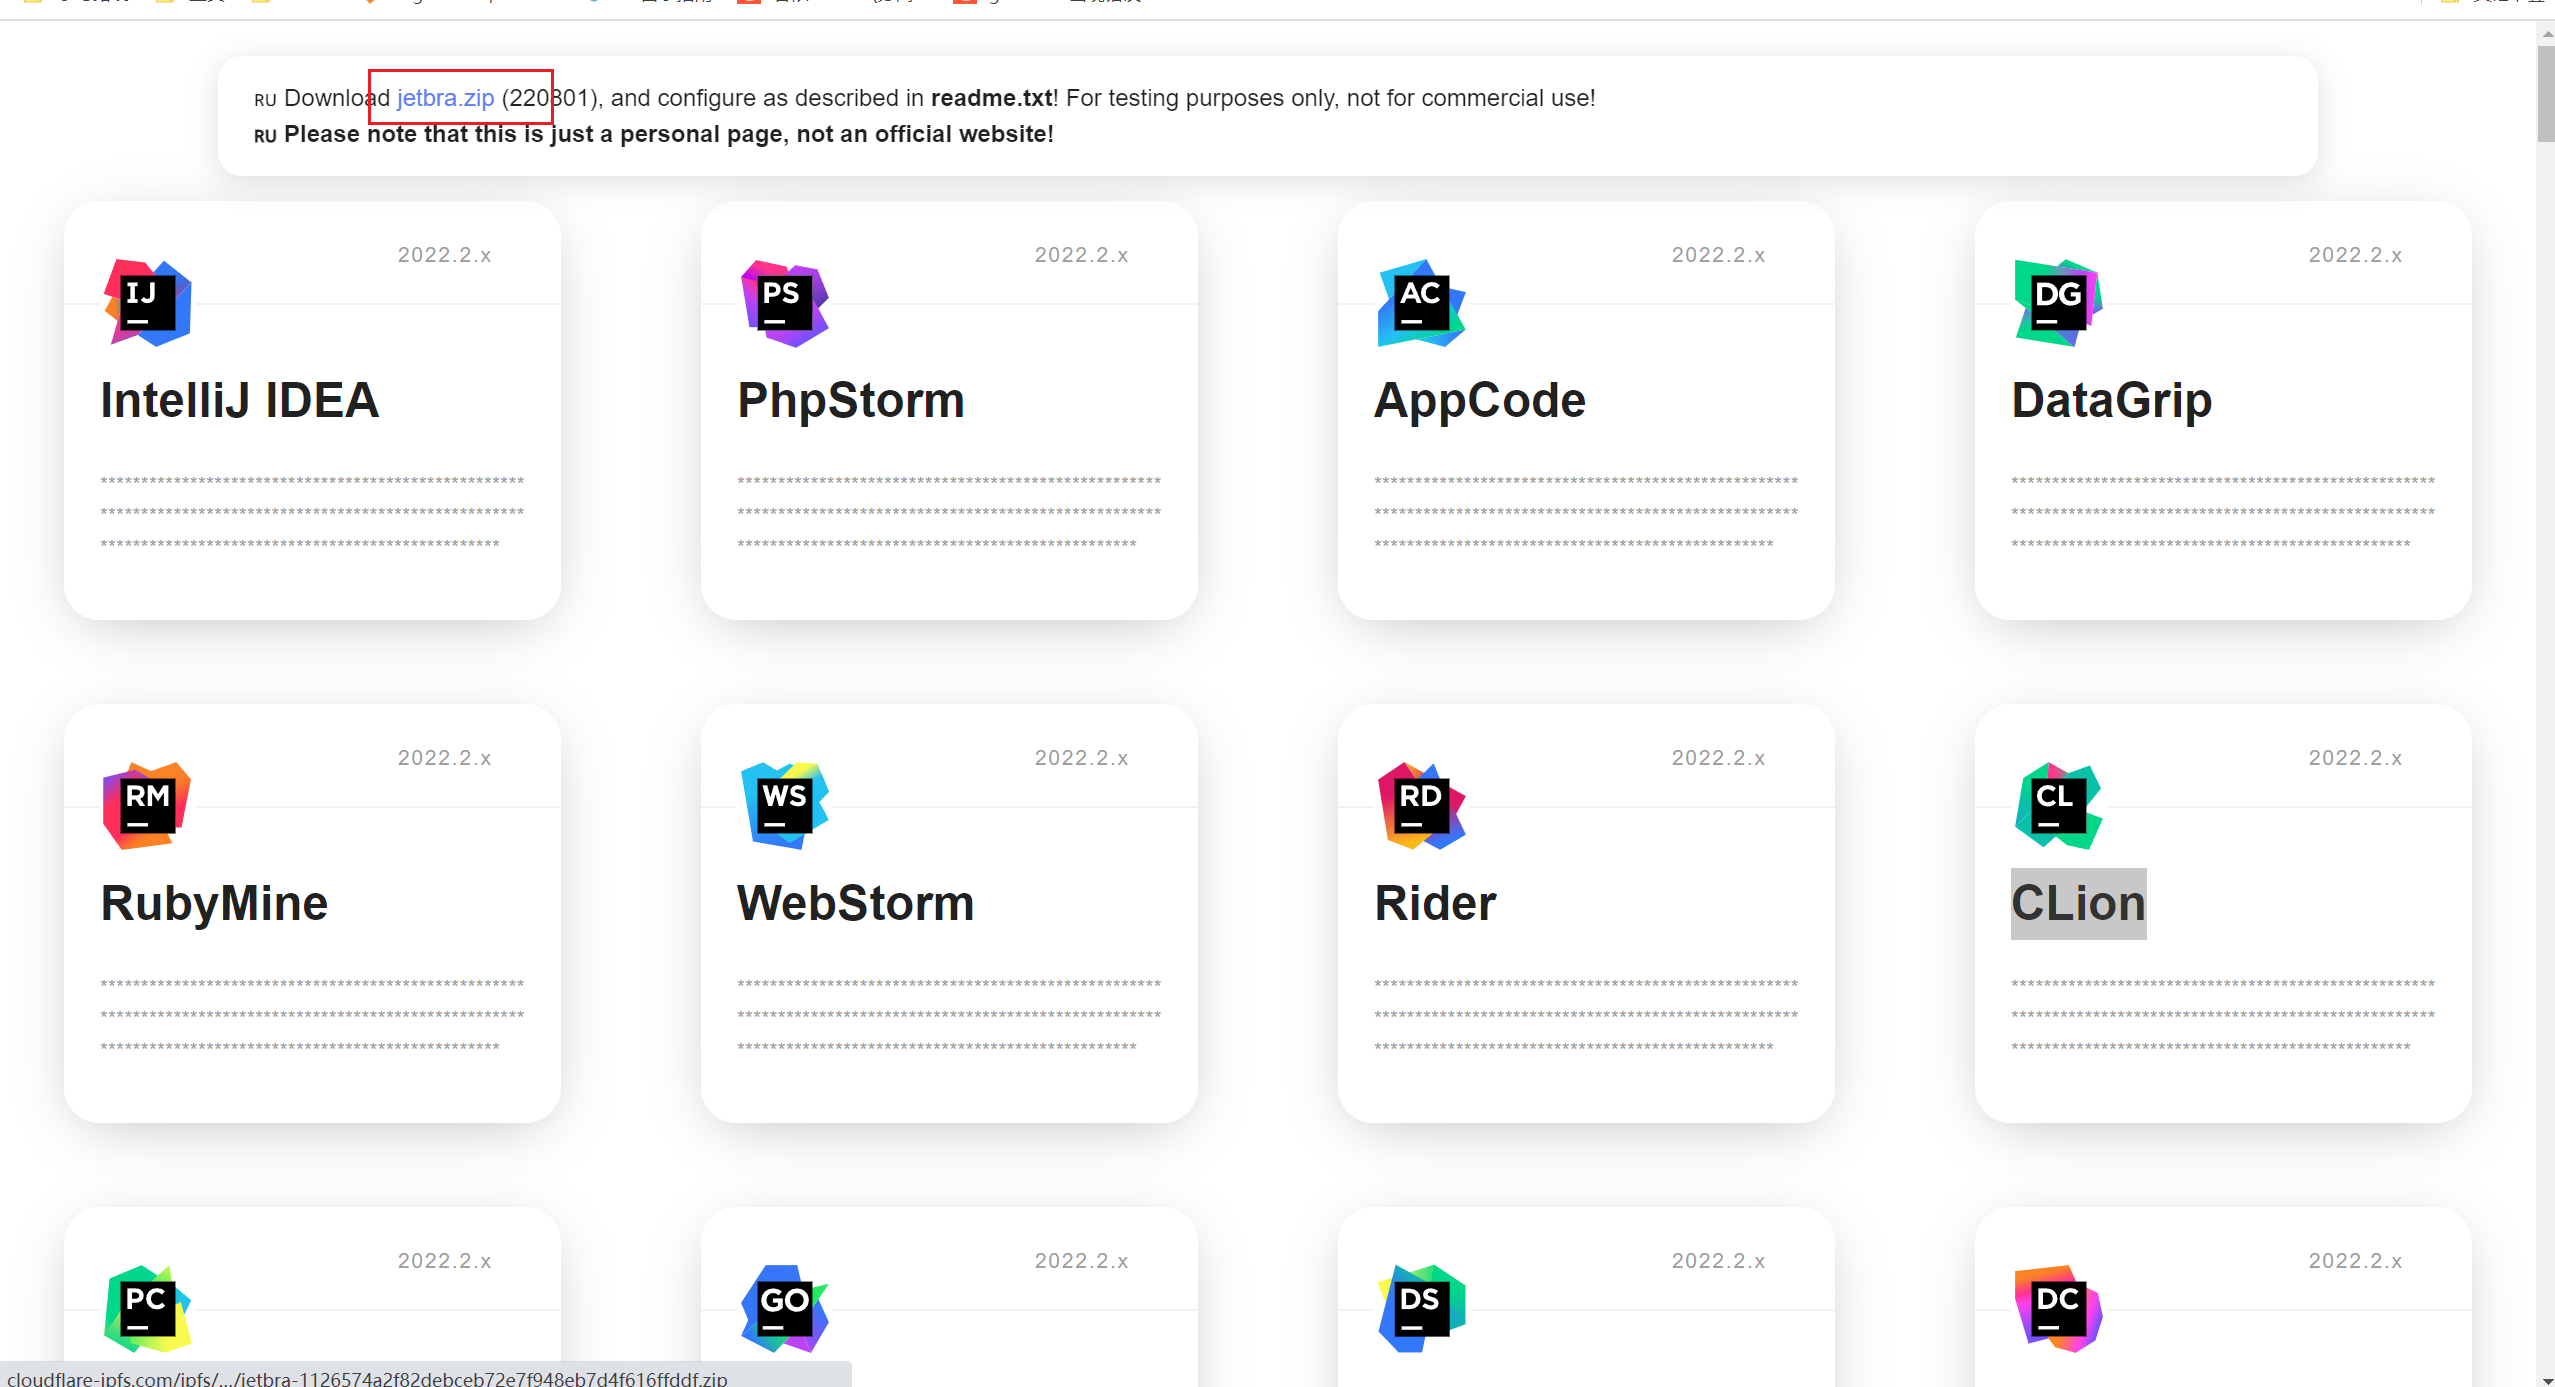 RU Download jetbra.zip (220801), and configure as described in readme.txt! For testing purposes only, not for commercial use!
RU Please note that this is just a personal page, not an official website!
2022.2.x
2022.2.x
2022.2.x
2022.2.x
IJ
PS
AC
DG
IntelliJ IDEA
PhpStorm
AppCode
DataGrip
****************************************************
****************************************************
****************************************************
****************************************************
****************************************************
****************************************************
****************************************************
****************************************************
*************************************************
*************************************************
*************************************************
*************************************************
2022.2.x
2022.2.x
2022.2.x
2022.2.x
RM
WS
RD
CL
RubyMine
WebStorm
Rider
CLion
****************************************************
****************************************************
****************************************************
****************************************************
****************************************************
****************************************************
****************************************************
****************************************************
*************************************************
*************************************************
*************************************************
*************************************************
2022.2.x
2022.2.x
2022.2.x
2022.2.x
PC
GO
DS
DC
cloudflare-ipfs.com/ipfs/.../jetbra-1126574a2f82debceb72e7f948eb7d4f616ffddf.zip